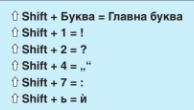 ⇧ Shift + Буква = Главна буква
⇧ Shift + 1 = !
⇧ Shift + 2 = ?
⇧ Shift + 4 = „“
⇧ Shift + 7 = :
⇧ Shift + ь = ѝ